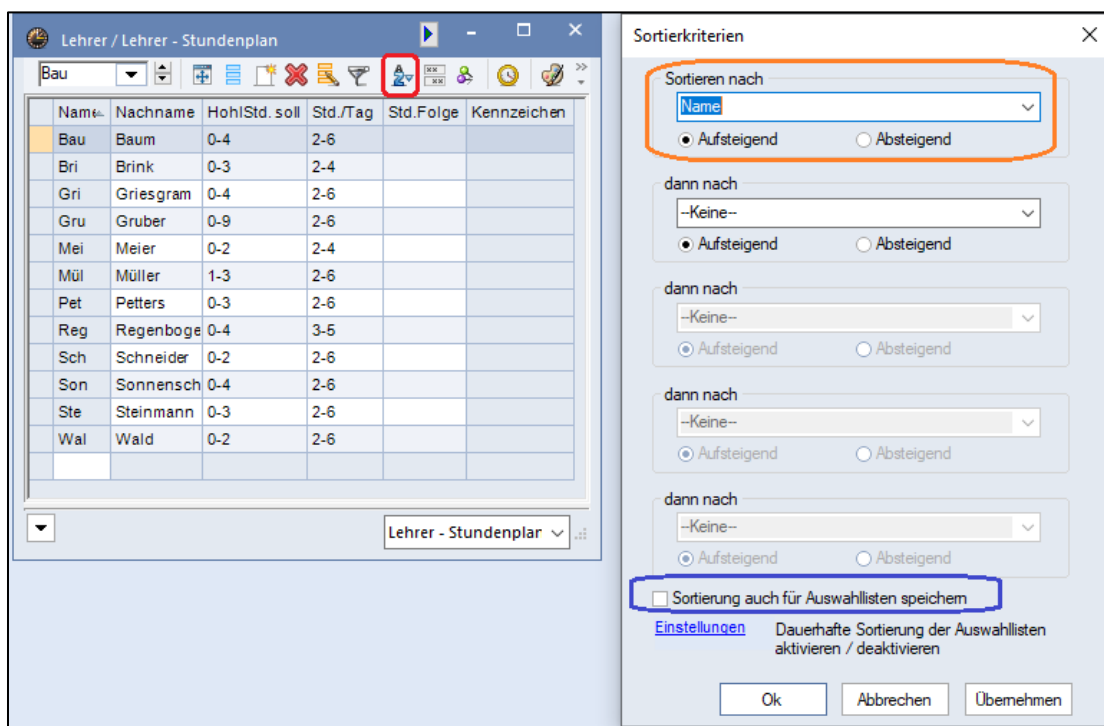 Lehrer / Lehrer - Stundenplan
Bau
Name Nachname HohlStd. soll Std./Tag Std.Folge Kennzeichen
Bau Baum 0-4 2-6
Bri Brink 0-3 2-4
Gri Griesgram 0-4 2-6
Gru Gruber 0-9 2-6
Mei Meier 0-2 2-4
Mül Müller 1-3 2-6
Pet Petters 0-3 2-6
Reg Regenboge 0-4 3-5
Sch Schneider 0-2 2-6
Son Sonnensch 0-4 2-6
Ste Steinmann 0-3 2-6
Wal Wald 0-2 2-6
Lehrer - Stundenplar
Sortierkriterien
Sortieren nach
Name
Aufsteigend Absteigend
dann nach
--Keine--
Aufsteigend Absteigend
dann nach
--Keine--
Aufsteigend Absteigend
dann nach
--Keine--
Aufsteigend Absteigend
dann nach
--Keine--
Aufsteigend Absteigend
Sortierung auch für Auswahllisten speichern
Einstellungen Dauerhafte Sortierung der Auswahllisten
aktivieren / deaktivieren
Ok Abbrechen Übernehmen